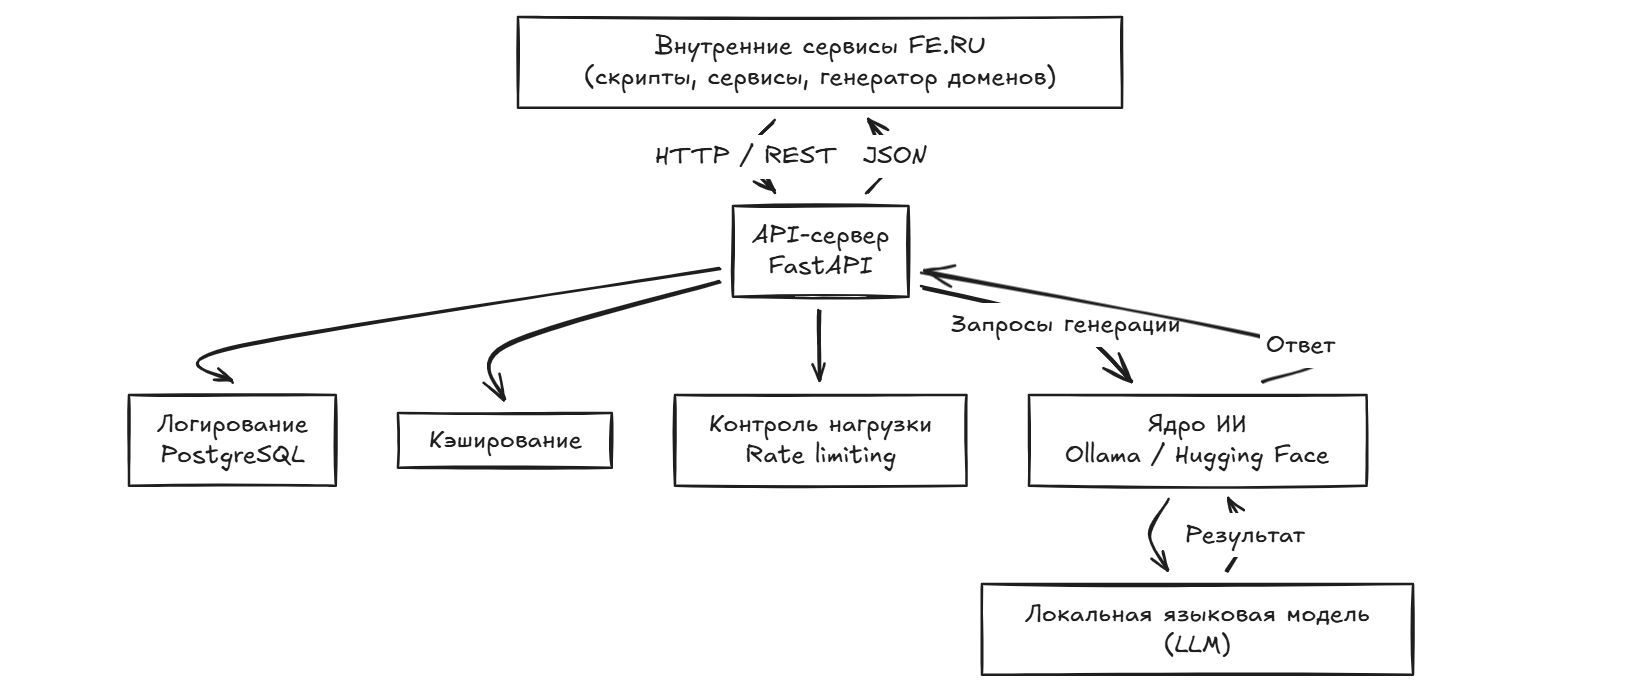 Внутренние сервисы FE.RU
(скрипты, сервисы, генератор доменов)
HTTP / REST
JSON
API-сервер
FastAPI
Запросы генерации
Ответ
Логирование
PostgreSQL
Кэширование
Контроль нагрузки
Rate limiting
Ядро ИИ
Ollama / Hugging Face
Результат
Локальная языковая модель
(LLM)